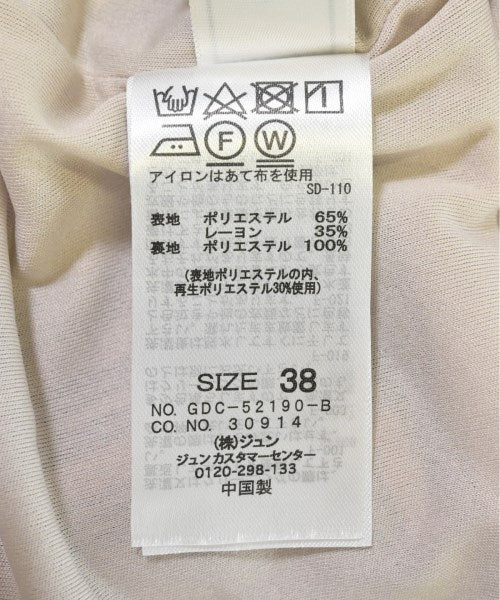 F W
アイロンはあて布を使用
SD-110
表地 ポリエステル 65%
レーヨン 35%
裏地 ポリエステル 100%
(表地ポリエステルの内、
再生ポリエステル30%使用)
SIZE 38
NO. GDC-52190-B
CO. NO. 30914
(株)ジュン
ジュンカスタマーセンター
0120-298-133
中国製